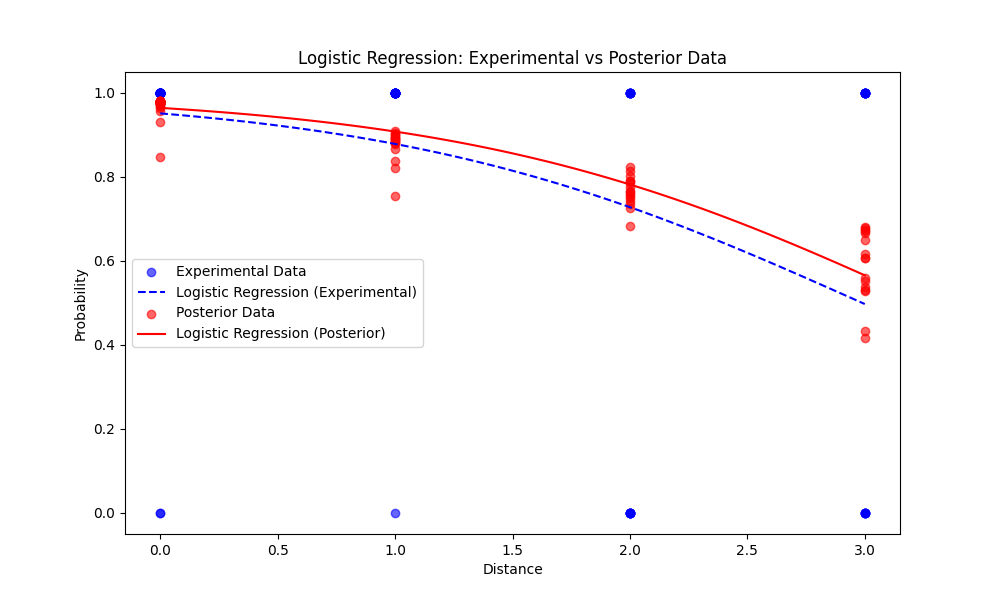 Logistic Regression: Experimental vs Posterior Data
Probability
1.0
0.8
0.6
0.4
0.2
0.0
Experimental Data
Logistic Regression (Experimental)
Posterior Data
Logistic Regression (Posterior)
0.0 0.5 1.0 1.5 2.0 2.5 3.0
Distance